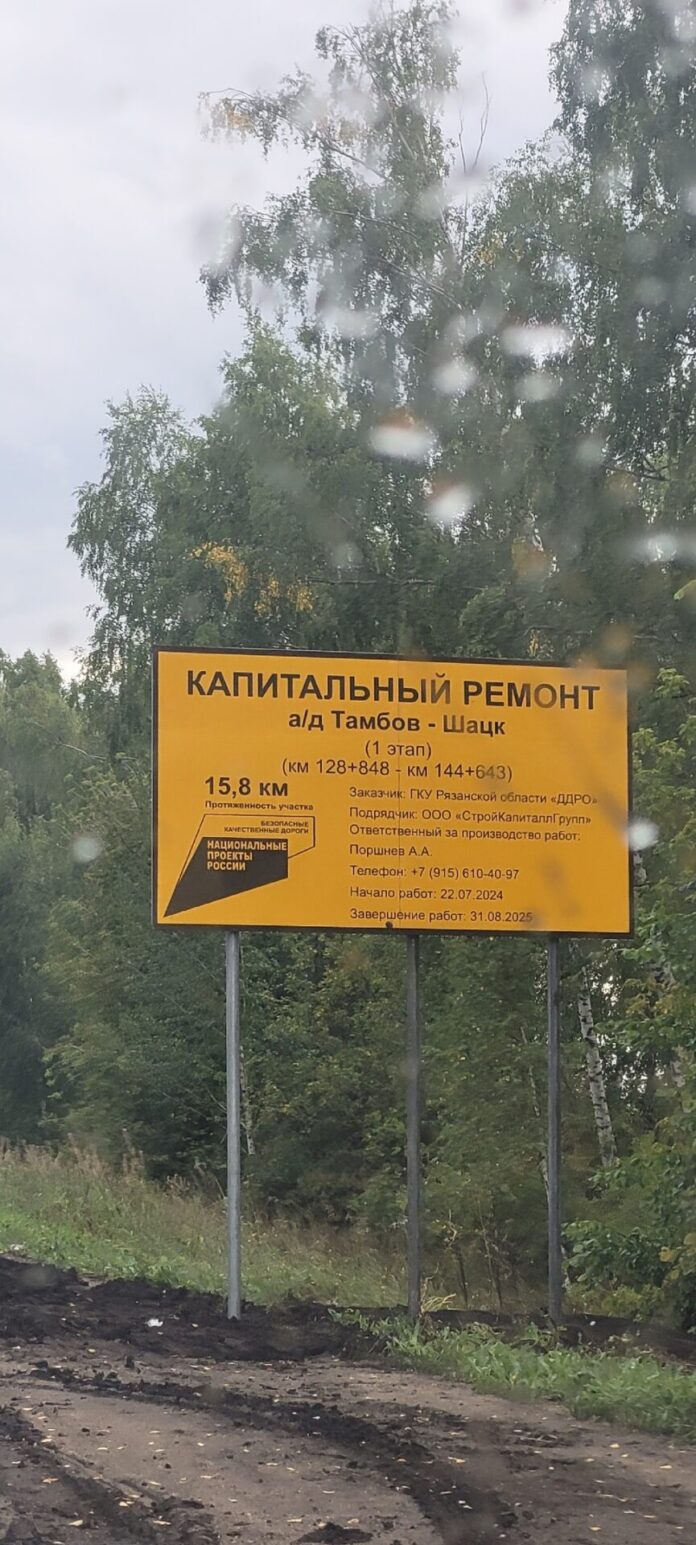 КАПИТАЛЬНЫЙ РЕМОНТ
а/д Тамбов - Шацк
(1 этап)
(км 128+848 - км 144+643)
15,8 км
Протяженность участка
БЕЗОПАСНЫЕ
КАЧЕСТВЕННЫЕ ДОРОГИ
НАЦИОНАЛЬНЫЕ
ПРОЕКТЫ
РОССИИ
Заказчик: ГКУ Рязанской области «ДДРО»
Подрядчик: ООО «СтройКапиталлГрупп»
Ответственный за производство работ:
Поршнев А.А.
Телефон: +7 (915) 610-40-97
Начало работ: 22.07.2024
Завершение работ: 31.08.2025